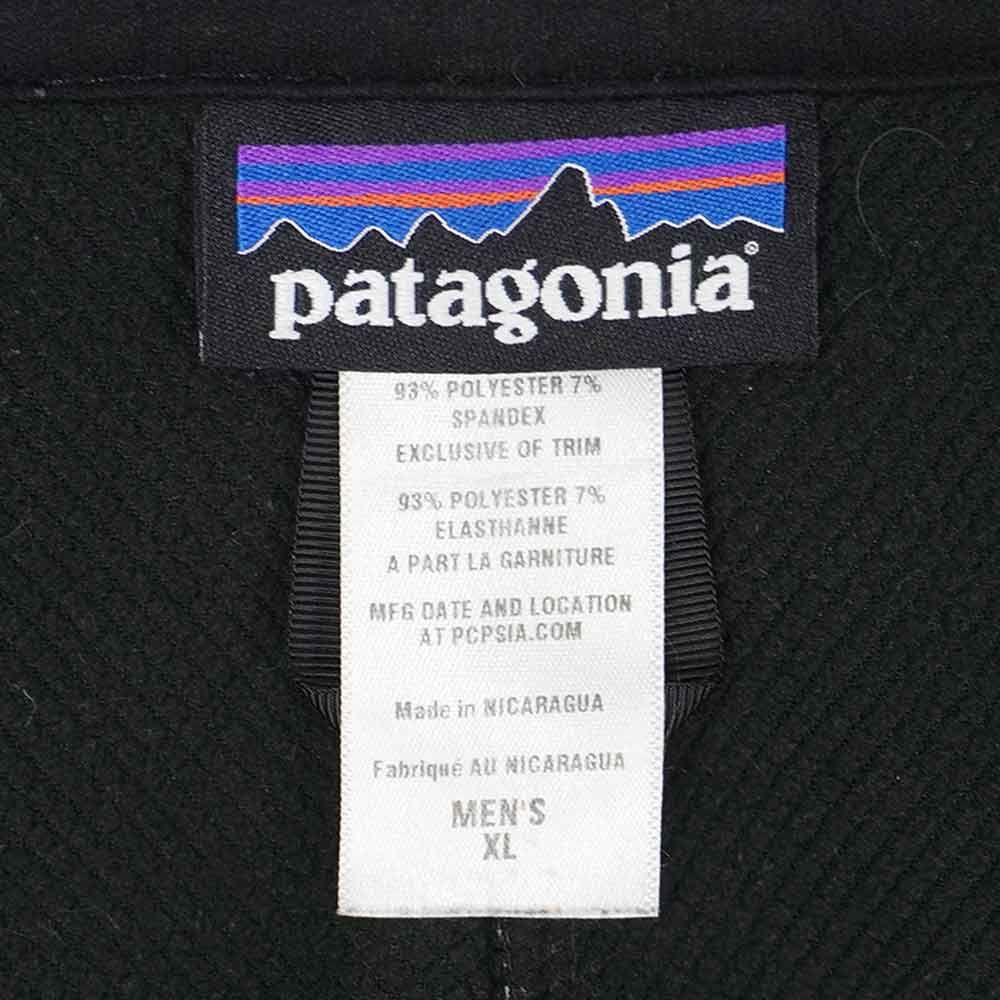 patagonia®
93% POLYESTER 7%
SPANDEX
EXCLUSIVE OF TRIM
93% POLYESTER 7%
ELASTHANNE
A PART LA GARNITURE
MFG DATE AND LOCATION
AT PCPSIA.COM
Made in NICARAGUA
Fabriqué AU NICARAGUA
MEN'S
XL